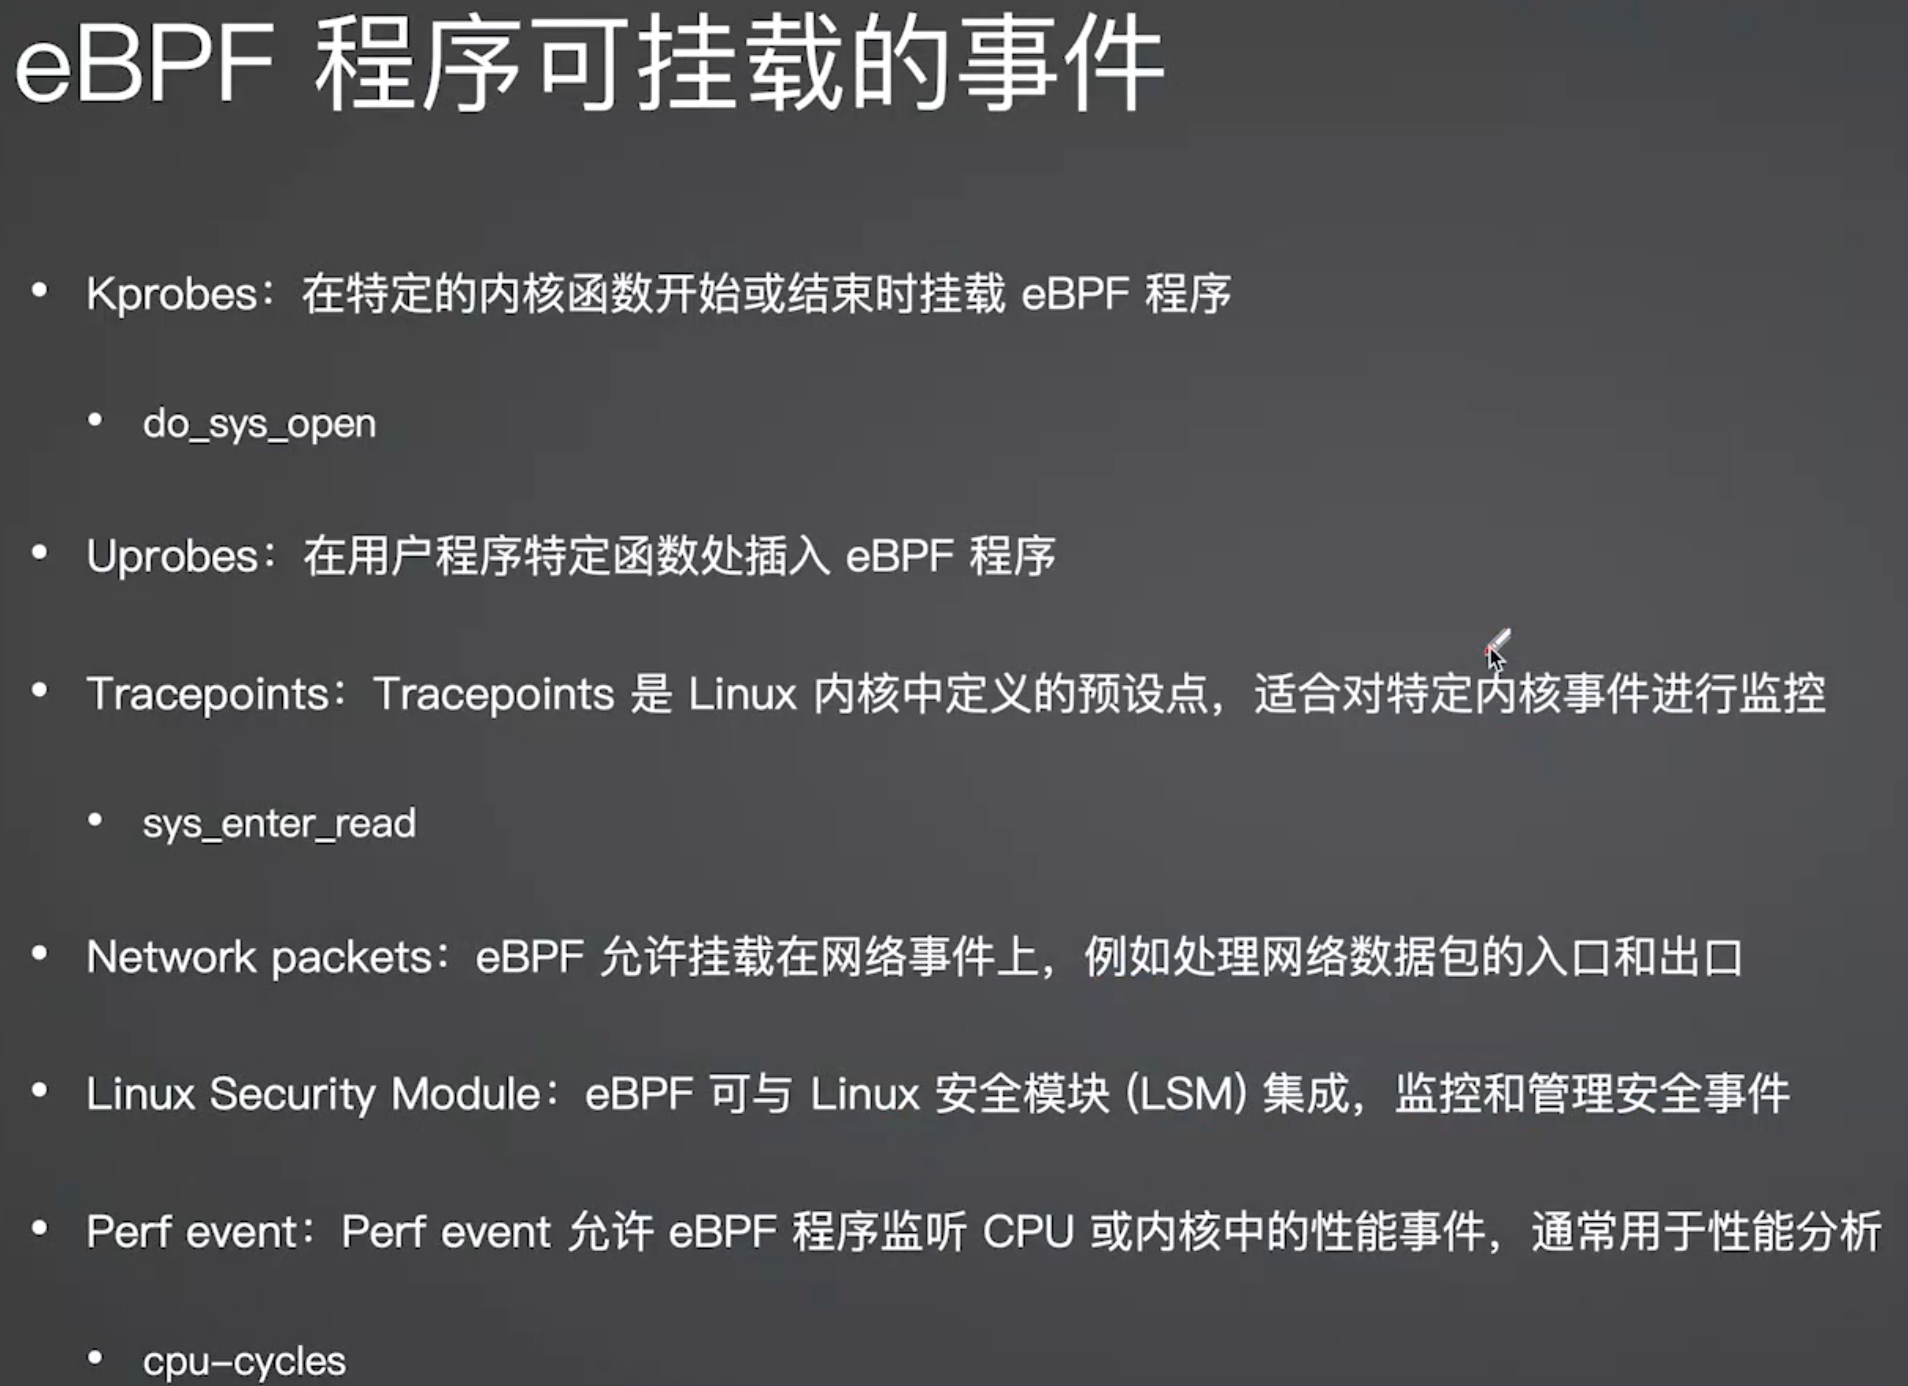 eBPF 程序可挂载的事件
• Kprobes：在特定的内核函数开始或结束时挂载 eBPF 程序
• do_sys_open
• Uprobes：在用户程序特定函数处插入 eBPF 程序
• Tracepoints：Tracepoints 是 Linux 内核中定义的预设点，适合对特定内核事件进行监控
• sys_enter_read
• Network packets：eBPF 允许挂载在网络事件上，例如处理网络数据包的入口和出口
• Linux Security Module：eBPF 可与 Linux 安全模块 (LSM) 集成，监控和管理安全事件
• Perf event：Perf event 允许 eBPF 程序监听 CPU 或内核中的性能事件，通常用于性能分析
• cpu–cycles